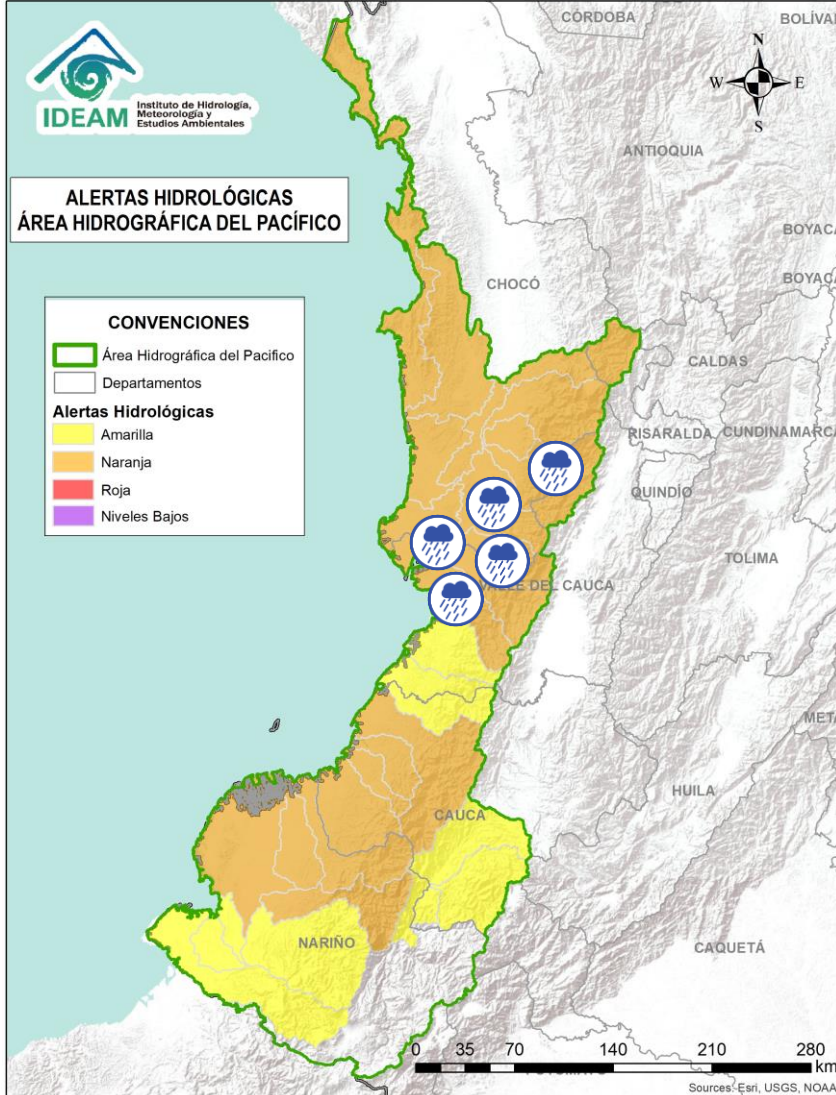 CÓRDOBA
BOLÍVA
N
W
E
S
IDEAM
Instituto de Hidrología,
Meteorología y
Estudios Ambientales
ANTIOQUIA
ALERTAS HIDROLÓGICAS
ÁREA HIDROGRÁFICA DEL PACÍFICO
BOYACÁ
BOYACÁ
CHOCÓ
CONVENCIONES
Área Hidrográfica del Pacifico
Departamentos
Alertas Hidrológicas
Amarilla
Naranja
Roja
Niveles Bajos
CALDAS
RISARALDA
CUNDINAMARCA
QUINDÍO
TOLIMA
VALLE DEL CAUCA
META
HUILA
CAUCA
NARIÑO
CAQUETÁ
0 35 70 140 210 280
km
Sources: Esri, USGS, NOAA